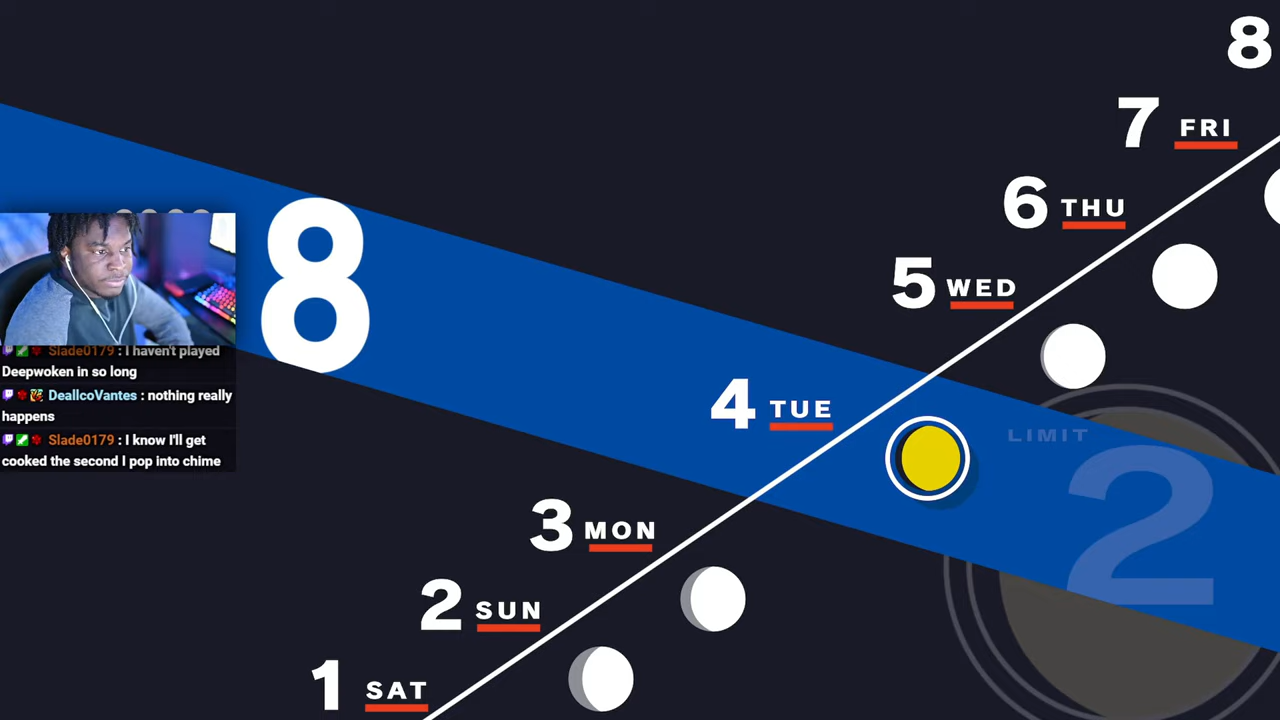 8
7 FRI
6 THU
5 WED
8
4 TUE
LIMIT
2
3 MON
2 SUN
1 SAT
Slade0179 : I haven't played
Deepwoken in so long
DeallcoVantes : nothing really
happens
Slade0179 : I know I'll get
cooked the second I pop into chime